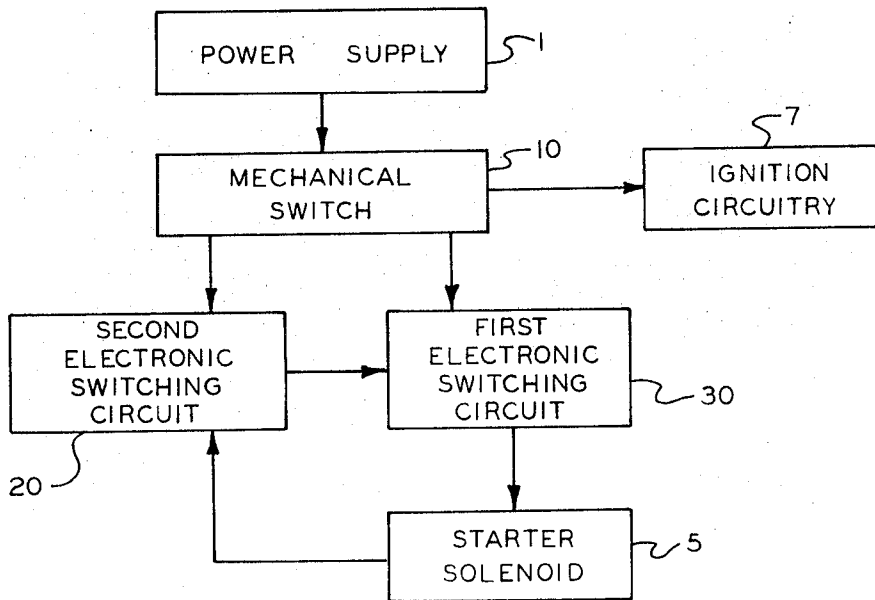 POWER SUPPLY
1
MECHANICAL
SWITCH
10
7
IGNITION
CIRCUITRY
SECOND
ELECTRONIC
SWITCHING
CIRCUIT
20
FIRST
ELECTRONIC
SWITCHING
CIRCUIT
30
STARTER
SOLENOID
5